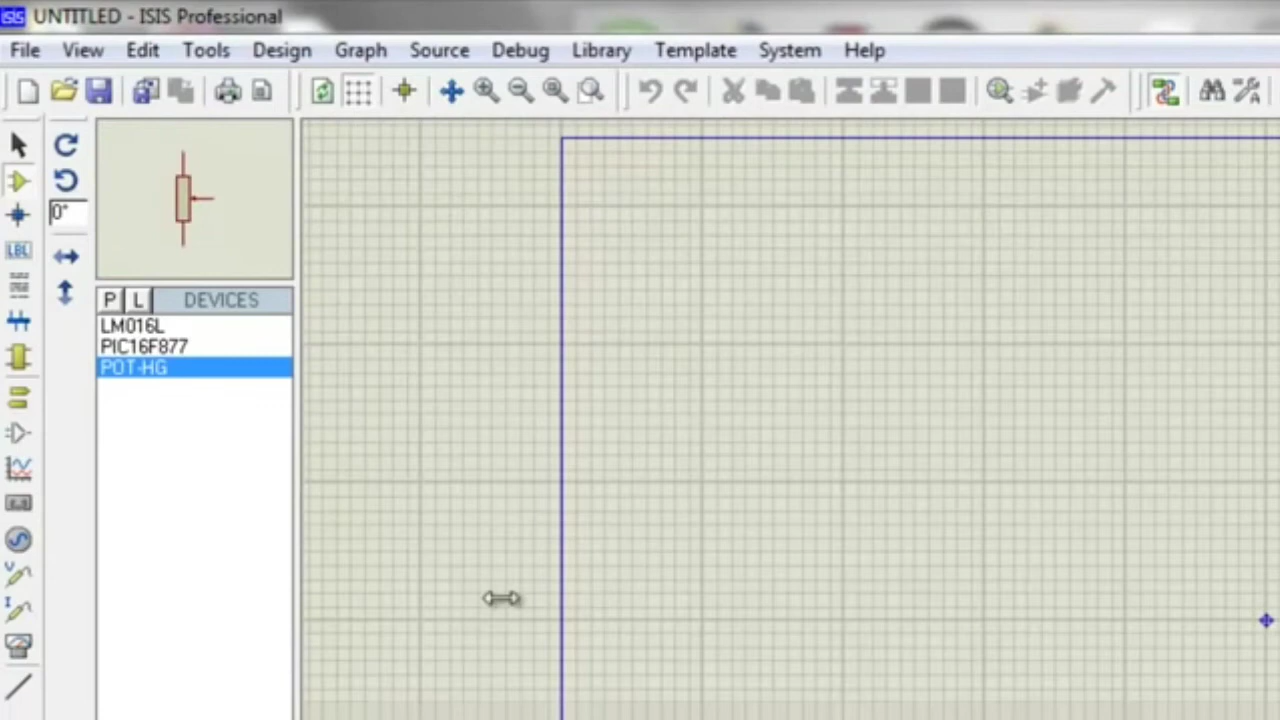 ISIS UNTITLED - ISIS Professional
File View Edit Tools Design Graph Source Debug Library Template System Help
A
0°
LBL
P L DEVICES
LM016L
PIC16F877
POT-HG
V
I